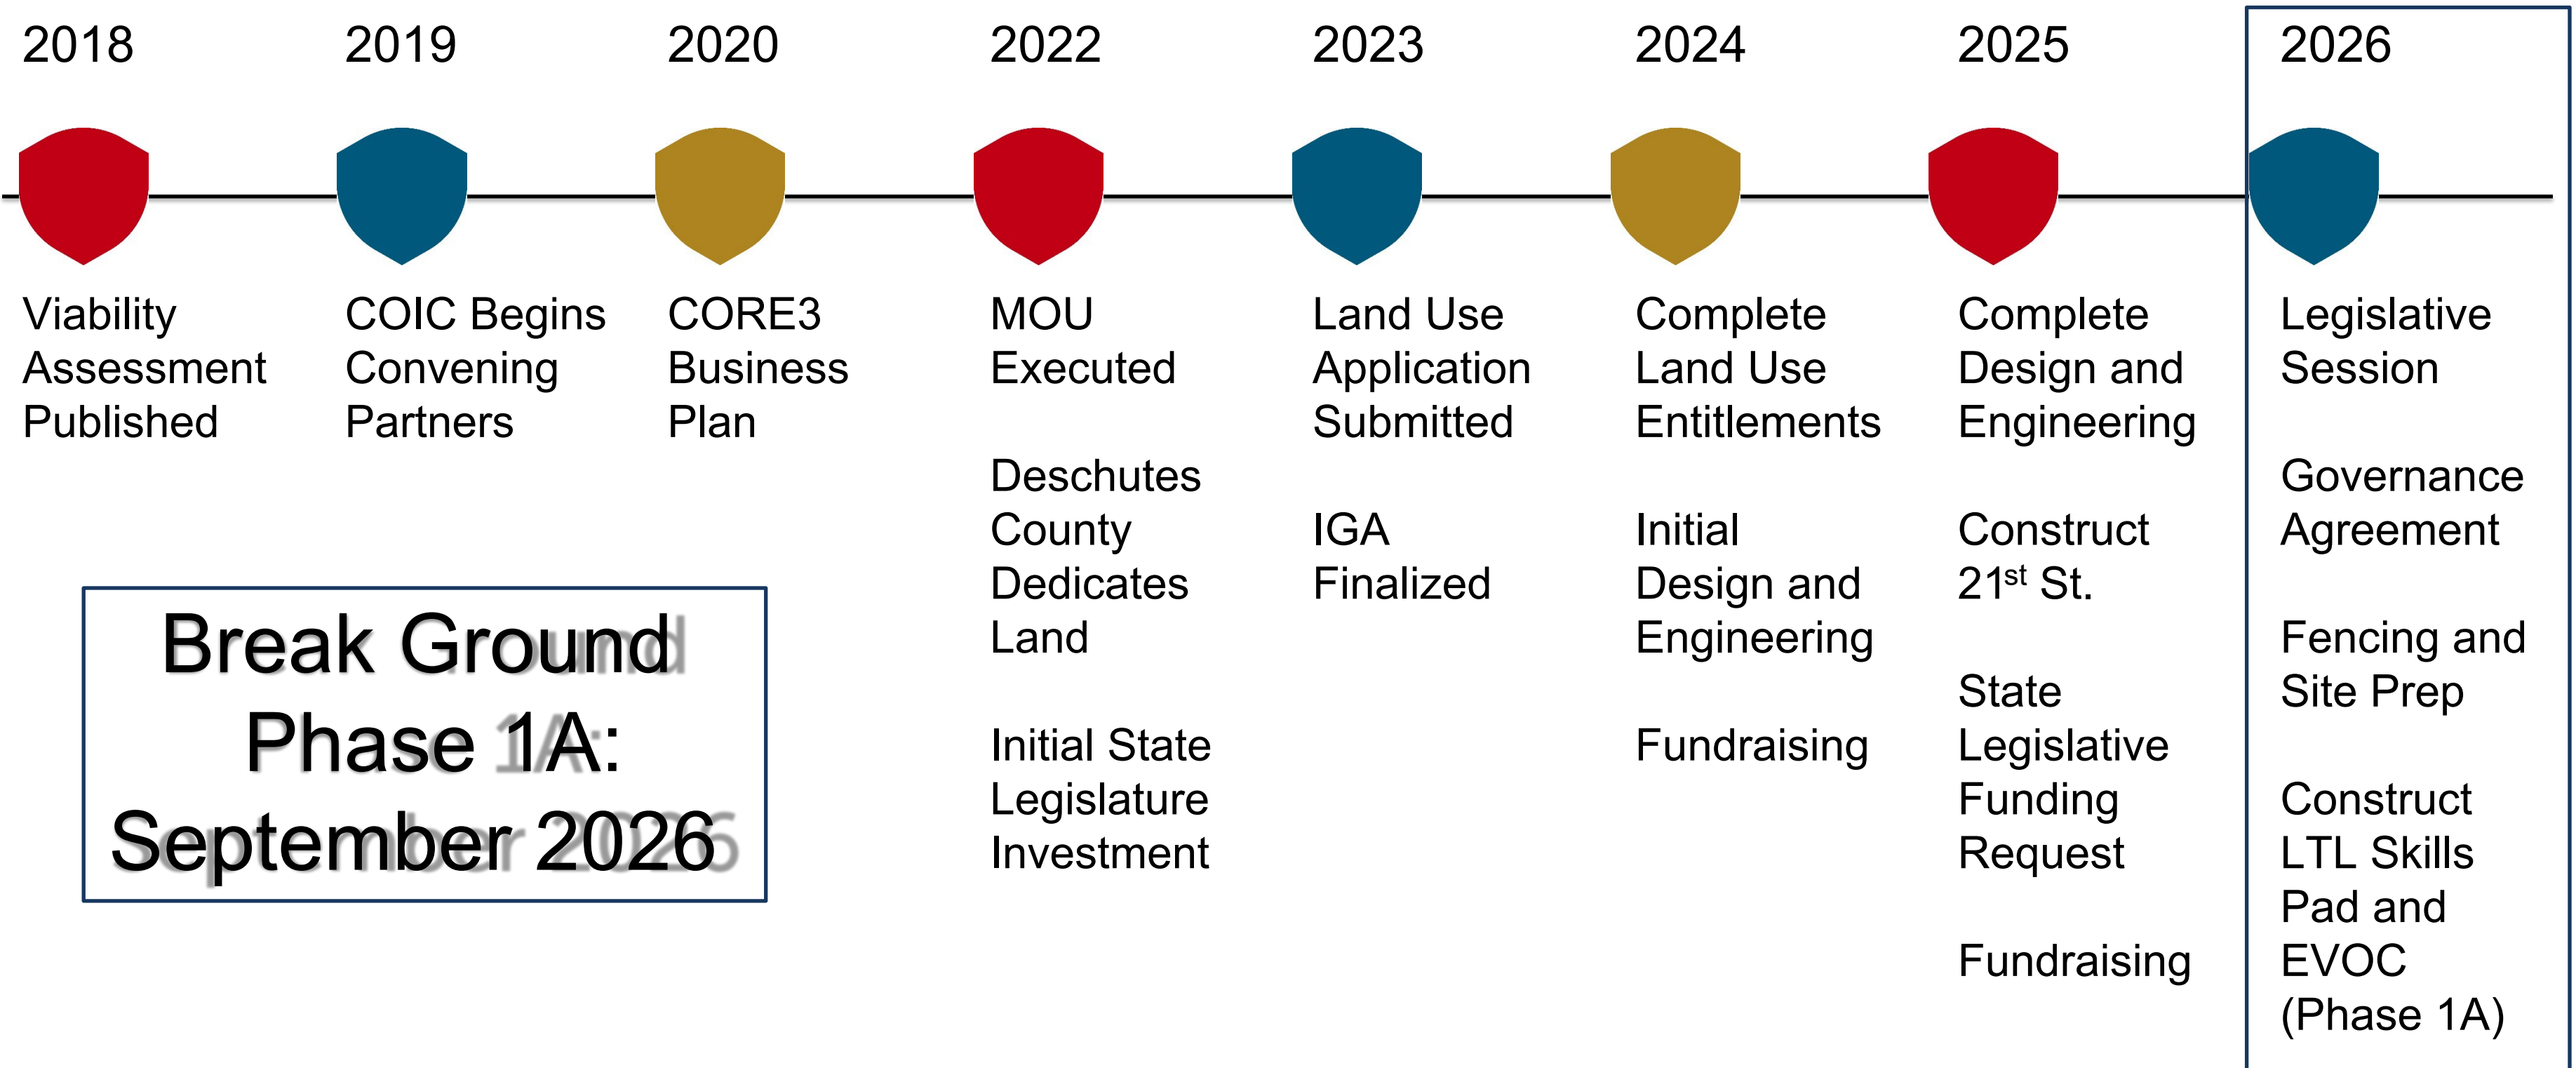 2018
2019
2020
2022
2023
2024
2025
2026
Viability
Assessment
Published
COIC Begins
Convening
Partners
CORE3
Business
Plan
MOU
Executed
Deschutes
County
Dedicates
Land
Initial State
Legislature
Investment
Land Use
Application
Submitted
IGA
Finalized
Complete
Land Use
Entitlements
Initial
Design and
Engineering
Fundraising
Complete
Design and
Engineering
Construct
21st St.
State
Legislative
Funding
Request
Fundraising
Legislative
Session
Governance
Agreement
Fencing and
Site Prep
Construct
LTL Skills
Pad and
EVOC
(Phase 1A)
Break Ground
Phase 1A:
September 2026